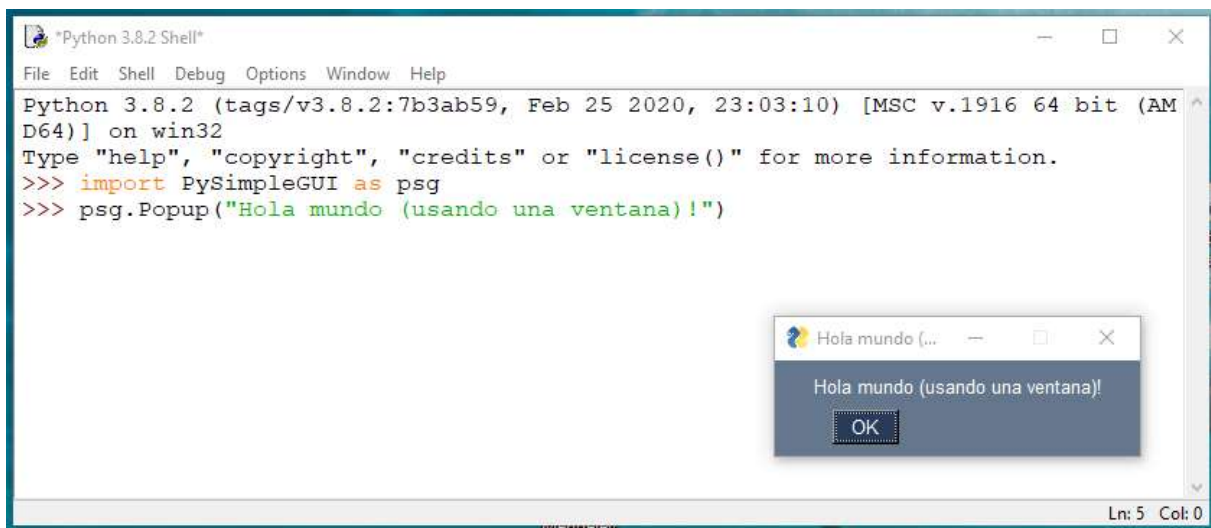 *Python 3.8.2 Shell*
File Edit Shell Debug Options Window Help
Python 3.8.2 (tags/v3.8.2:7b3ab59, Feb 25 2020, 23:03:10) [MSC v.1916 64 bit (AM
D64)] on win32
Type "help", "copyright", "credits" or "license()" for more information.
>>> import PySimpleGUI as psg
>>> psg.Popup("Hola mundo (usando una ventana)!")
Hola mundo (...
Hola mundo (usando una ventana)!
OK
Ln: 5 Col: 0